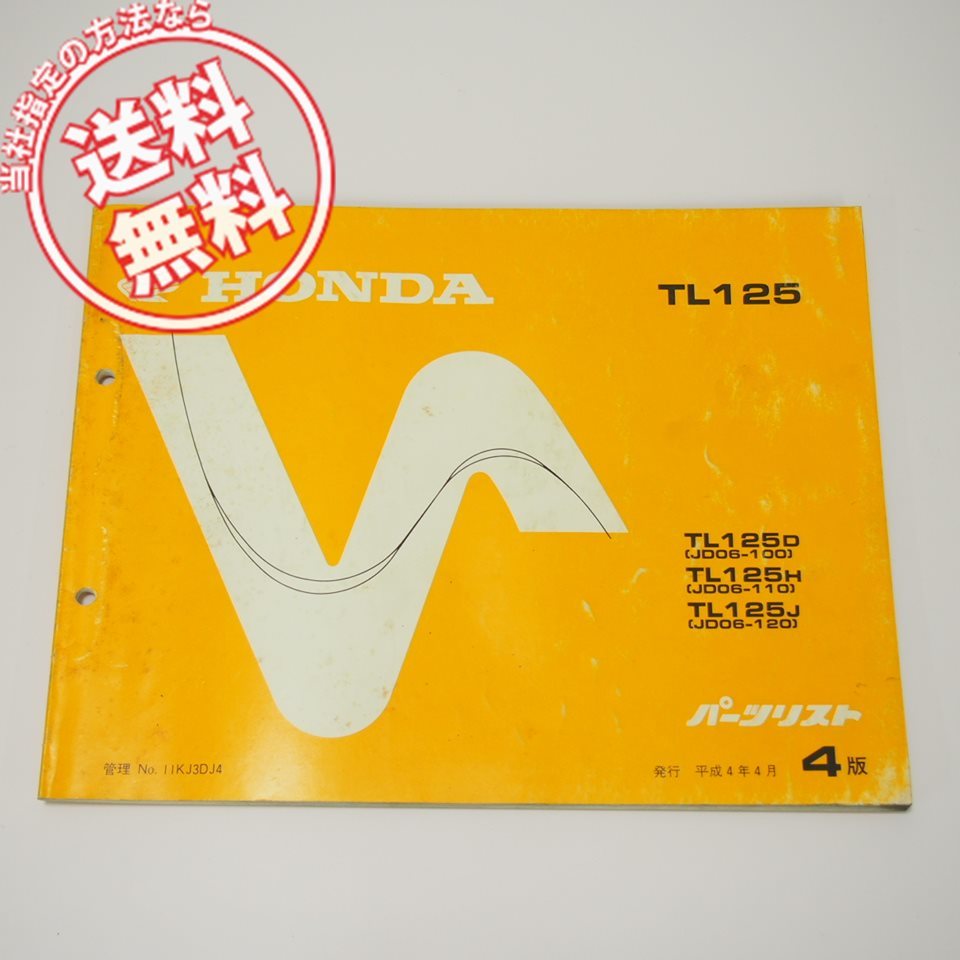 当社指定の方法なら
送料
無料
HONDA
TL125
TL125D
(JD06-100)
TL125H
(JD06-110)
TL125J
(JD06-120)
パーツリスト
管理 No. 11KJ3DJ4
発行 平成4年4月 4版